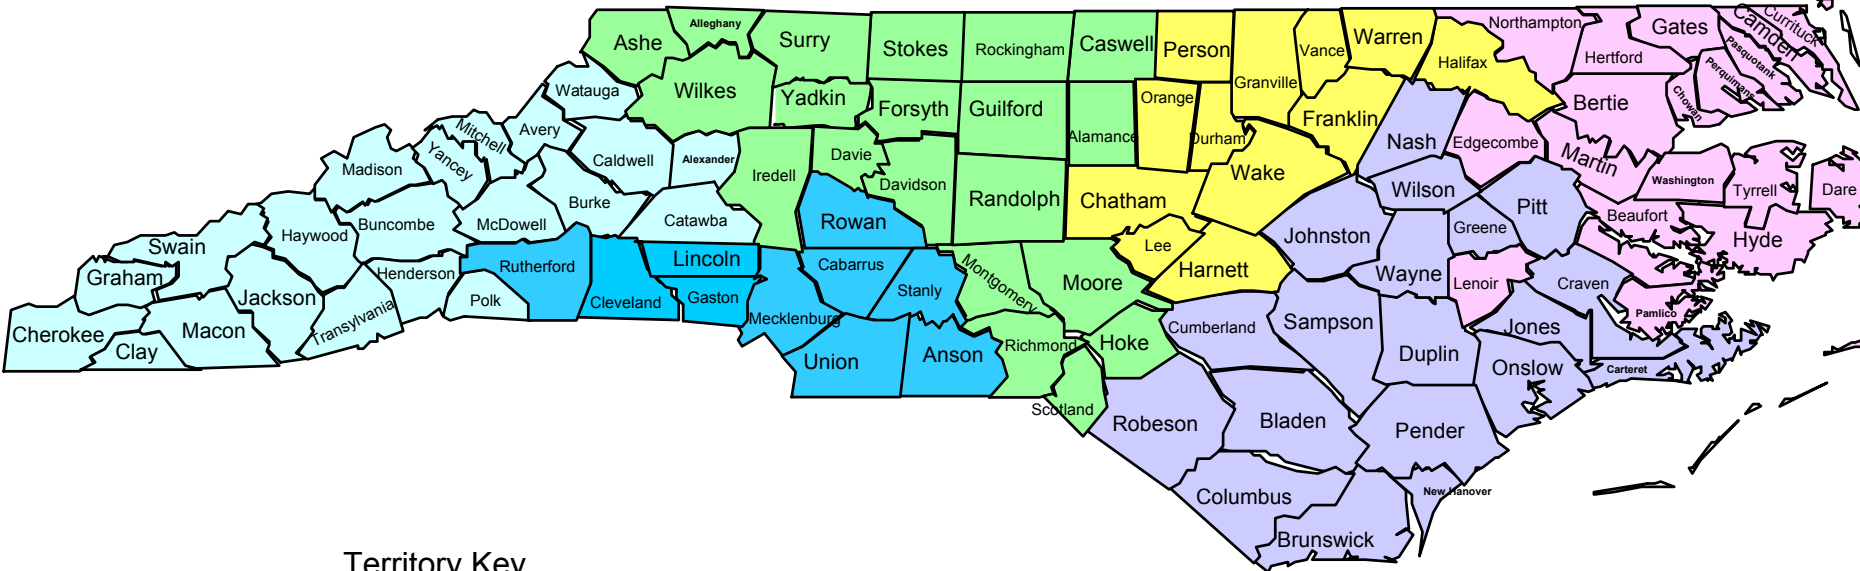 Ashe
Alleghany
Surry
Stokes
Rockingham
Caswell
Person
Granville
Vance
Warren
Halifax
Northampton
Hertford
Gates
Camden
Currituck
Pasquotank
Perquimans
Chowan
Bertie
Watauga
Wilkes
Yadkin
Forsyth
Guilford
Alamance
Orange
Durham
Franklin
Nash
Edgecombe
Martin
Washington
Tyrrell
Dare
Mitchell
Avery
Yancey
Madison
Caldwell
Alexander
Iredell
Davie
Davidson
Randolph
Chatham
Wake
Wilson
Pitt
Beaufort
Hyde
Swain
Haywood
Buncombe
McDowell
Burke
Catawba
Rowan
Lee
Harnett
Johnston
Greene
Wayne
Lenoir
Craven
Pamlico
Graham
Jackson
Henderson
Polk
Rutherford
Cleveland
Lincoln
Gaston
Mecklenburg
Cabarrus
Stanly
Montgomery
Moore
Cherokee
Clay
Macon
Transylvania
Union
Anson
Richmond
Hoke
Scotland
Cumberland
Sampson
Duplin
Jones
Onslow
Carteret
Robeson
Bladen
Pender
New Hanover
Columbus
Brunswick
Territory Key